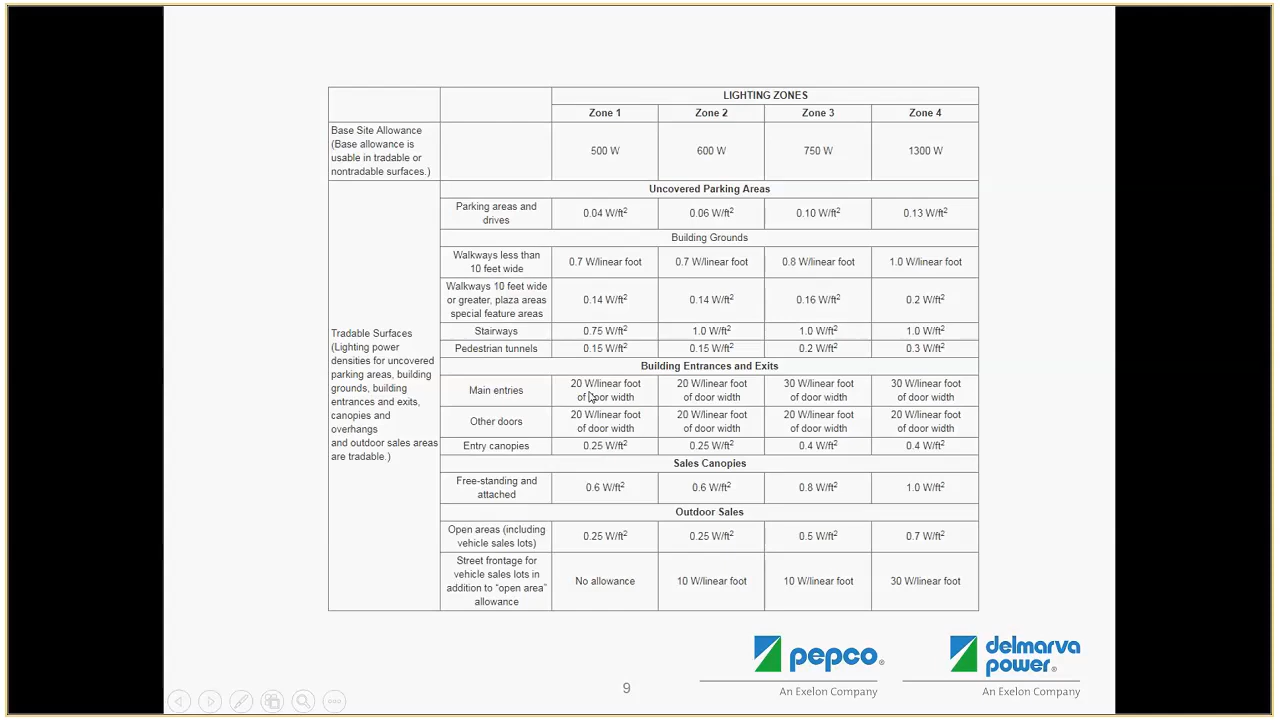 LIGHTING ZONES
Zone 1 Zone 2 Zone 3 Zone 4
Base Site Allowance
(Base allowance is
usable in tradable or
nontradable surfaces.)
500 W 600 W 750 W 1300 W
Uncovered Parking Areas
Parking areas and
drives
0.04 W/ft² 0.06 W/ft² 0.10 W/ft² 0.13 W/ft²
Building Grounds
Walkways less than
10 feet wide
0.7 W/linear foot 0.7 W/linear foot 0.8 W/linear foot 1.0 W/linear foot
Walkways 10 feet wide
or greater, plaza areas
special feature areas
0.14 W/ft² 0.14 W/ft² 0.16 W/ft² 0.2 W/ft²
Stairways 0.75 W/ft² 1.0 W/ft² 1.0 W/ft² 1.0 W/ft²
Pedestrian tunnels 0.15 W/ft² 0.15 W/ft² 0.2 W/ft² 0.3 W/ft²
Tradable Surfaces
(Lighting power
densities for uncovered
parking areas, building
grounds, building
entrances and exits,
canopies and
overhangs
and outdoor sales areas
are tradable.)
Building Entrances and Exits
Main entries
20 W/linear foot 20 W/linear foot 30 W/linear foot 30 W/linear foot
of door width of door width of door width of door width
Other doors
20 W/linear foot 20 W/linear foot 20 W/linear foot 20 W/linear foot
of door width of door width of door width of door width
Entry canopies 0.25 W/ft² 0.25 W/ft² 0.4 W/ft² 0.4 W/ft²
Sales Canopies
Free-standing and
attached
0.6 W/ft² 0.6 W/ft² 0.8 W/ft² 1.0 W/ft²
Outdoor Sales
Open areas (including
vehicle sales lots)
0.25 W/ft² 0.25 W/ft² 0.5 W/ft² 0.7 W/ft²
Street frontage for
vehicle sales lots in
addition to “open area”
allowance
No allowance 10 W/linear foot 10 W/linear foot 30 W/linear foot
pepco®
An Exelon Company
delmarva
power®
An Exelon Company
9